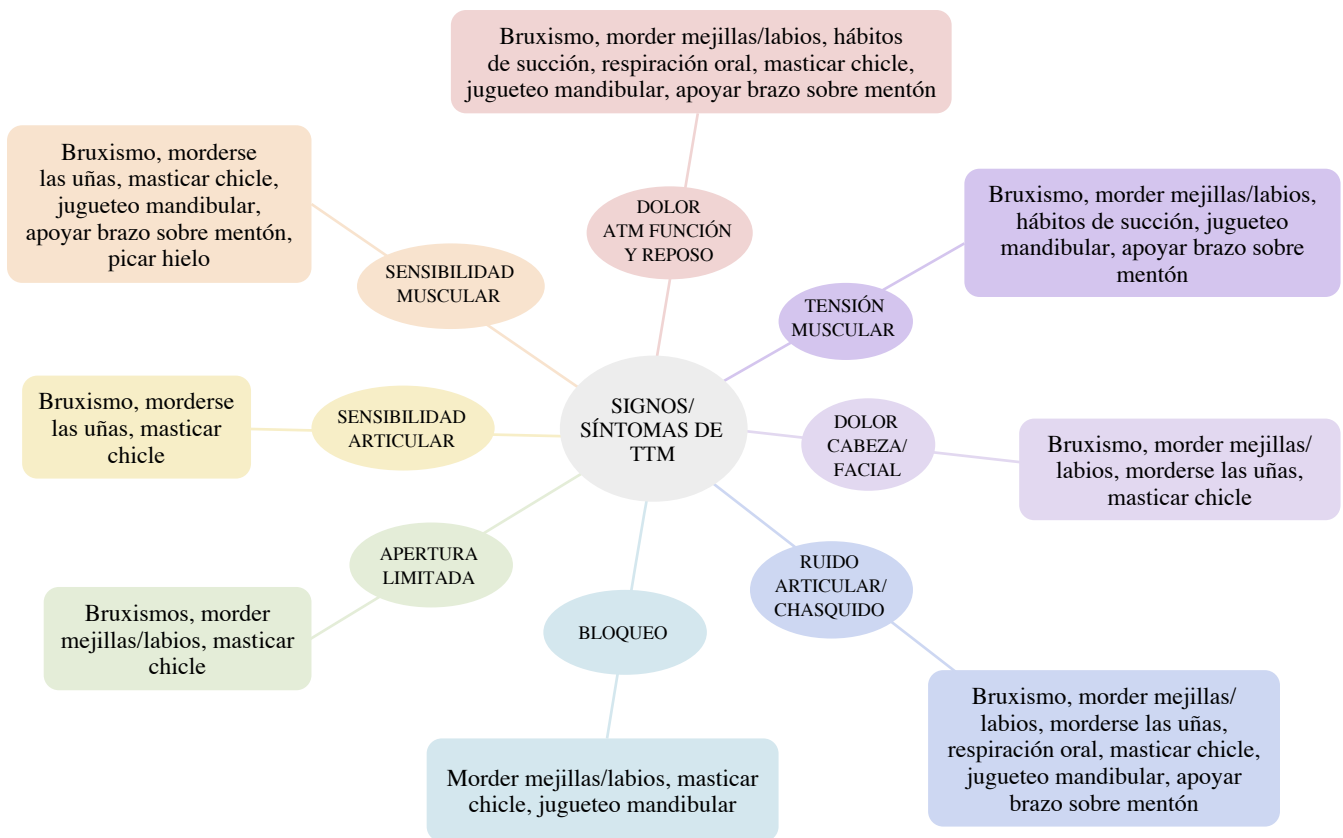 Bruxismo, morder mejillas/labios, hábitos
de succión, respiración oral, masticar chicle,
jugueteo mandibular, apoyar brazo sobre mentón
DOLOR
ATM FUNCIÓN
Y REPOSO
Bruxismo, morderse
las uñas, masticar chicle,
jugueteo mandibular,
apoyar brazo sobre mentón,
picar hielo
SENSIBILIDAD
MUSCULAR
Bruxismo, morder mejillas/labios,
hábitos de succión, jugueteo
mandibular, apoyar brazo sobre
mentón
TENSIÓN
MUSCULAR
Bruxismo, morderse
las uñas, masticar
chicle
SENSIBILIDAD
ARTICULAR
SIGNOS/
SÍNTOMAS DE
TTM
DOLOR
CABEZA/
FACIAL
Bruxismo, morder mejillas/
labios, morderse las uñas,
masticar chicle
APERTURA
LIMITADA
Bruxismos, morder
mejillas/labios, masticar
chicle
BLOQUEO
Morder mejillas/labios, masticar
chicle, jugueteo mandibular
RUIDO
ARTICULAR/
CHASQUIDO
Bruxismo, morder mejillas/
labios, morderse las uñas,
respiración oral, masticar chicle,
jugueteo mandibular, apoyar
brazo sobre mentón